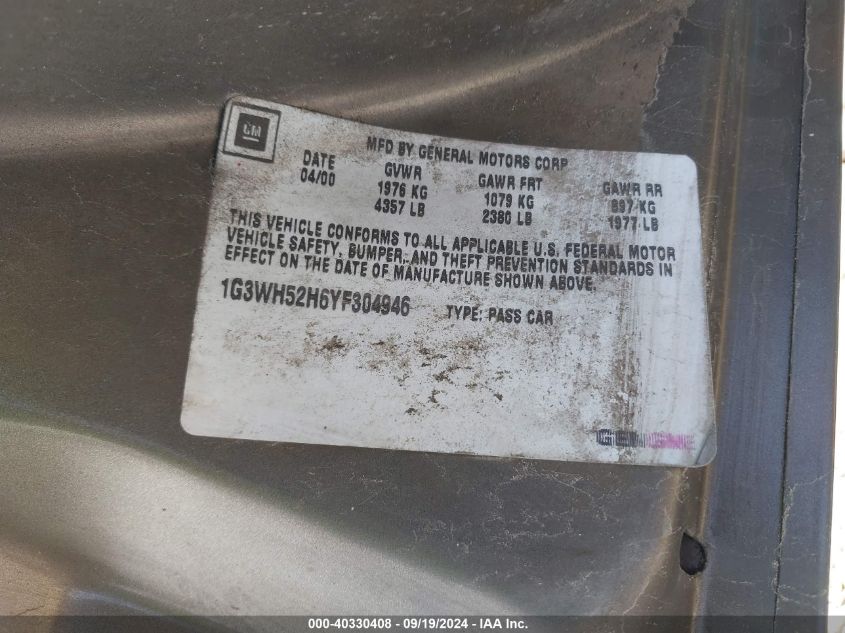 GM
MFD BY GENERAL MOTORS CORP
DATE GVWR GAWR FRT GAWR RR
04/00 1976 KG 1079 KG 897 KG
4357 LB 2380 LB 1977 LB
THIS VEHICLE CONFORMS TO ALL APPLICABLE U.S. FEDERAL MOTOR
VEHICLE SAFETY, BUMPER, AND THEFT PREVENTION STANDARDS IN
EFFECT ON THE DATE OF MANUFACTURE SHOWN ABOVE.
1G3WH52H6YF304946 TYPE: PASS CAR
000-40330408 - 09/19/2024 - IAA Inc.